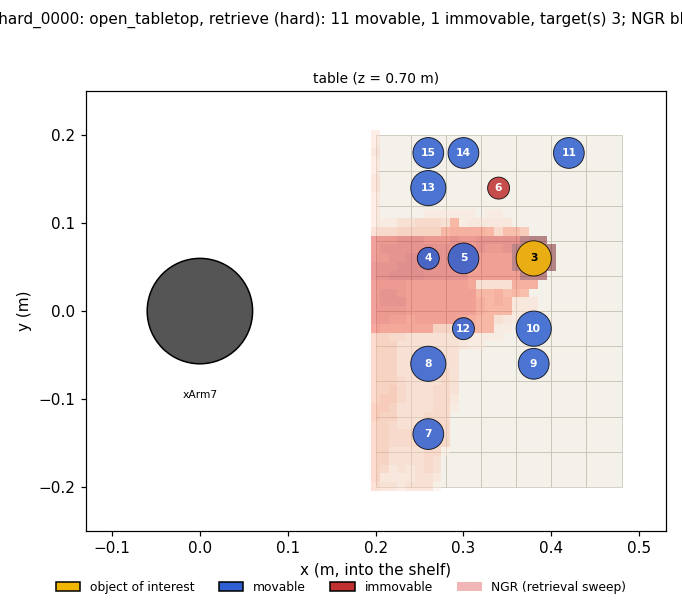 hard_0000: open_tabletop, retrieve (hard): 11 movable, 1 immovable, target(s) 3; NGR bl
table (z = 0.70 m)
0.2
0.1
0.0
−0.1
−0.2
y (m)
15
14
11
13
6
4
5
3
12
10
8
9
7
xArm7
−0.1
0.0
0.1
0.2
0.3
0.4
0.5
x (m, into the shelf)
object of interest
movable
immovable
NGR (retrieval sweep)